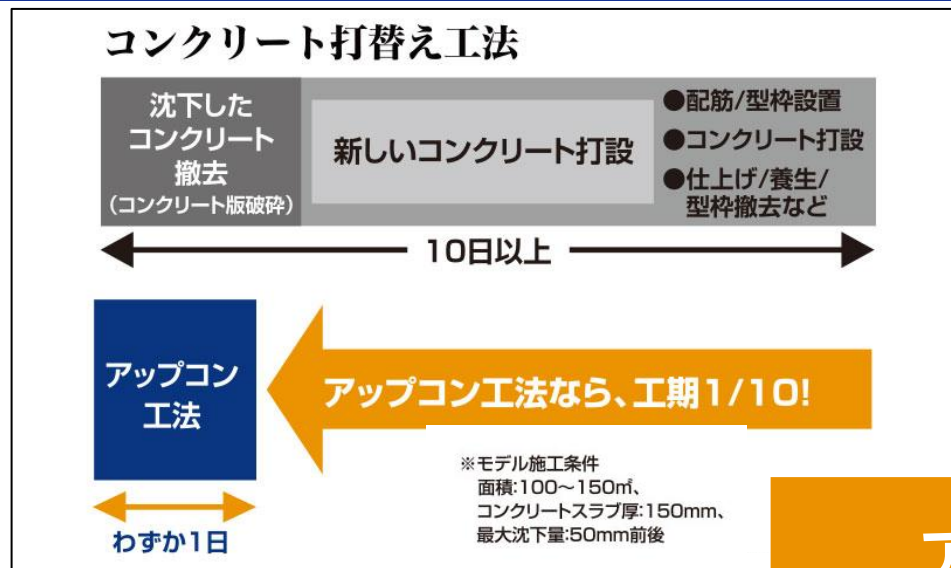 コンクリート打替え工法
沈下した
コンクリート
撤去
（コンクリート版破砕）
新しいコンクリート打設
●配筋/型枠設置
●コンクリート打設
●仕上げ/養生/
型枠撤去など
10日以上
アップコン
工法
アップコン工法なら、工期1/10!
わずか1日
※モデル施工条件
面積:100～150㎡、
コンクリートスラブ厚:150mm、
最大沈下量:50mm前後